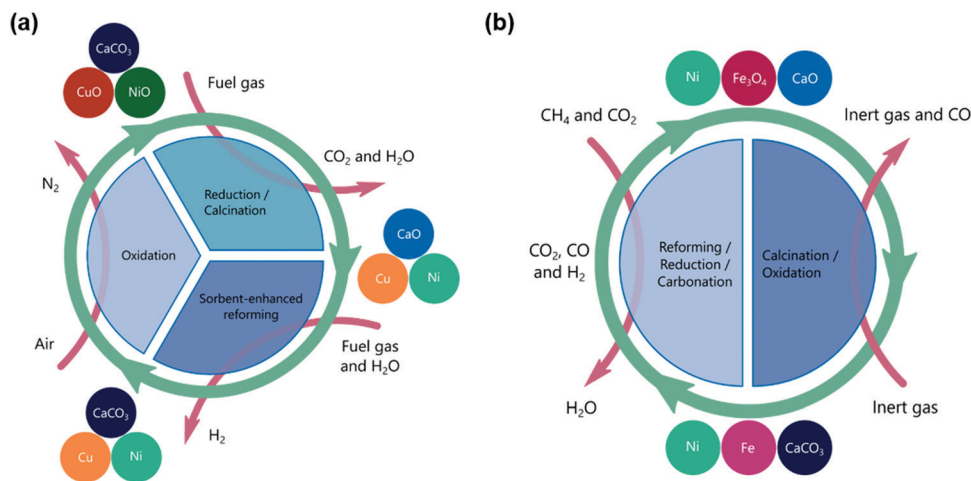 (a)
CaCO₃
CuO
NiO
Fuel gas
N₂
CO₂ and H₂O
Reduction /
Calcination
Oxidation
CaO
Cu
Ni
Sorbent-enhanced
reforming
Air
Fuel gas
and H₂O
CaCO₃
Cu
Ni
H₂
(b)
Ni
Fe₃O₄
CaO
CH₄ and CO₂
Inert gas and CO
CO₂, CO
and H₂
Reforming /
Reduction /
Carbonation
Calcination /
Oxidation
H₂O
Inert gas
Ni
Fe
CaCO₃